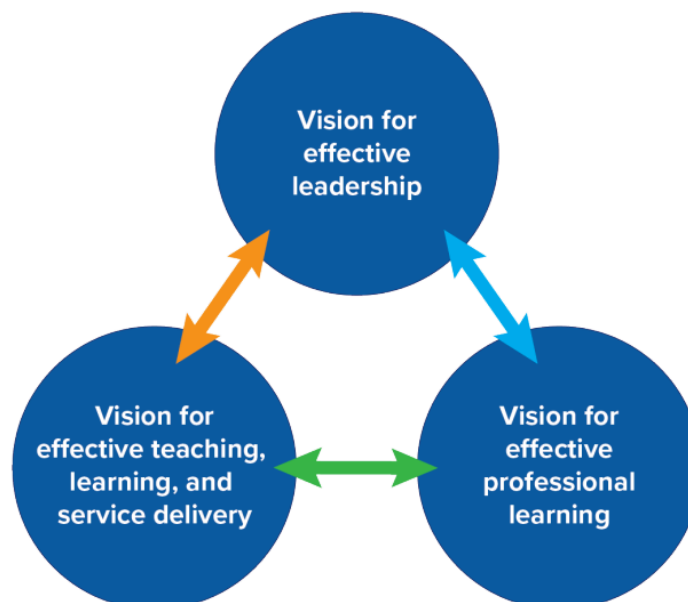 Vision for
effective
leadership
Vision for
effective teaching,
learning, and
service delivery
Vision for
effective
professional
learning